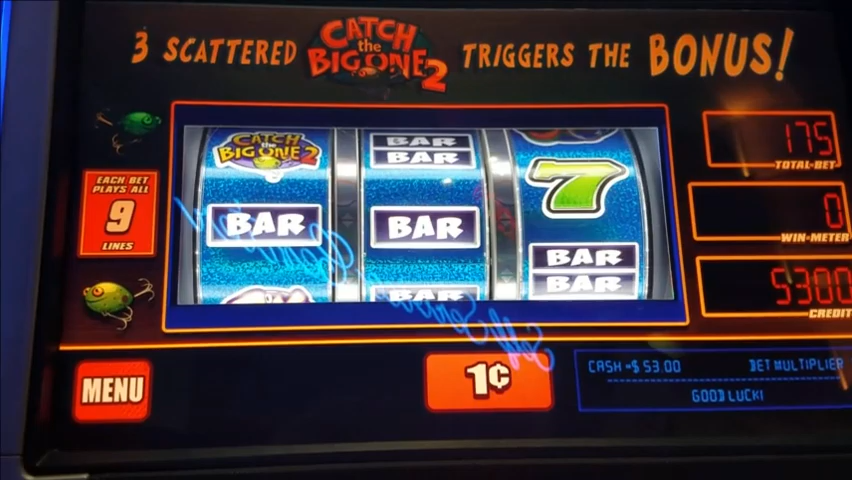 3 SCATTERED CATCH the BIG ONE 2 TRIGGERS THE BONUS!
175
TOTAL BET
EACH BET
PLAYS ALL
9
LINES
CATCH the
BIG ONE 2
BAR
BAR
7
BAR
BAR
BAR
BAR
BAR
0
WIN-METER
5300
CREDIT
MENU
1¢
CASH =$ 53.00 BET MULTIPLIER
GOOD LUCK!